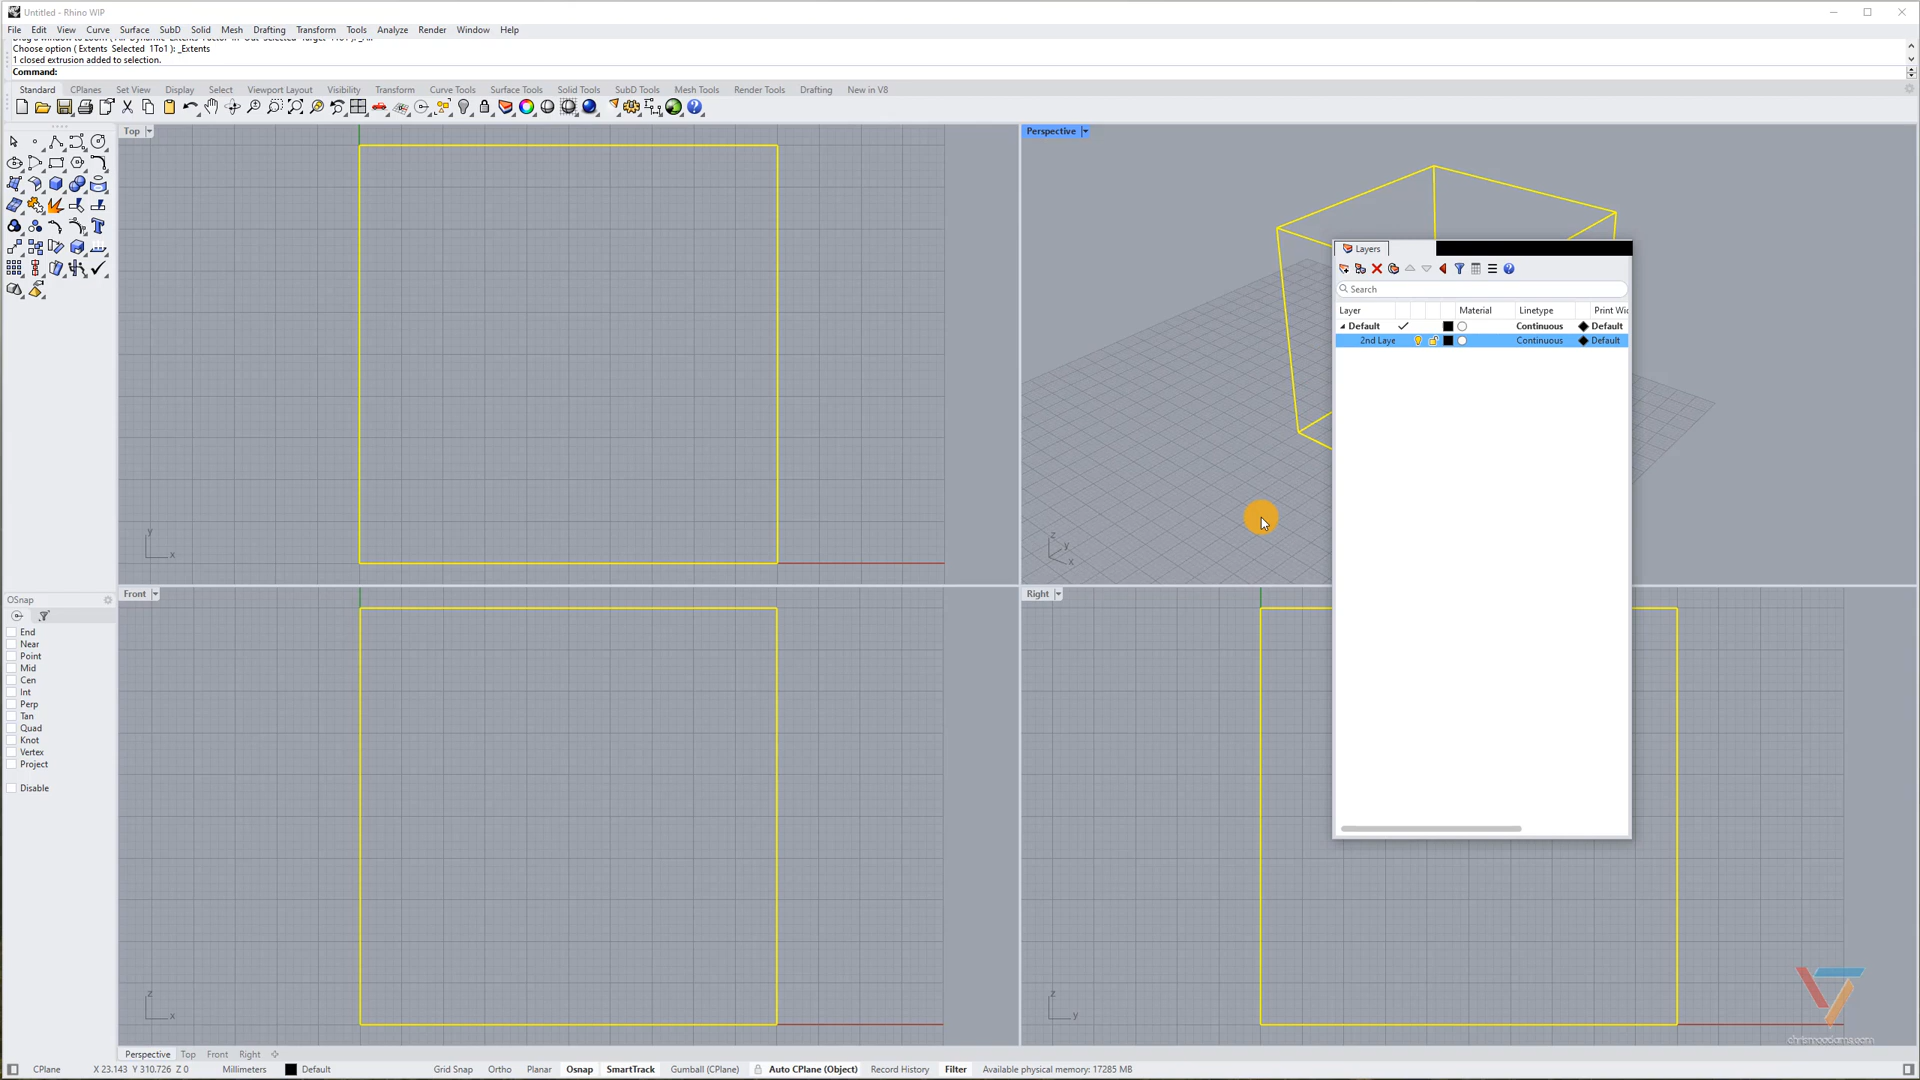 Untitled - Rhino WIP
File Edit View Curve Surface SubD Solid Mesh Drafting Transform Tools Analyze Render Window Help
Choose option ( Extents Selected 1To1 ): _Extents
1 closed extrusion added to selection.
Command:
Standard CPlanes Set View Display Select Viewport Layout Visibility Transform Curve Tools Surface Tools Solid Tools SubD Tools Mesh Tools Render Tools Drafting New in V8
Top
Perspective
Layers
Search
Layer Material Linetype Print Wi
Default Continuous Default
2nd Laye Continuous Default
y
x
z
y
x
Front
Right
OSnap
End
Near
Point
Mid
Cen
Int
Perp
Tan
Quad
Knot
Vertex
Project
Disable
z
x
z
y
chrismoadams.com
Perspective Top Front Right
CPlane X 23.143 Y 310.726 Z 0 Millimeters Default Grid Snap Ortho Planar Osnap SmartTrack Gumball (CPlane) Auto CPlane (Object) Record History Filter Available physical memory: 17285 MB